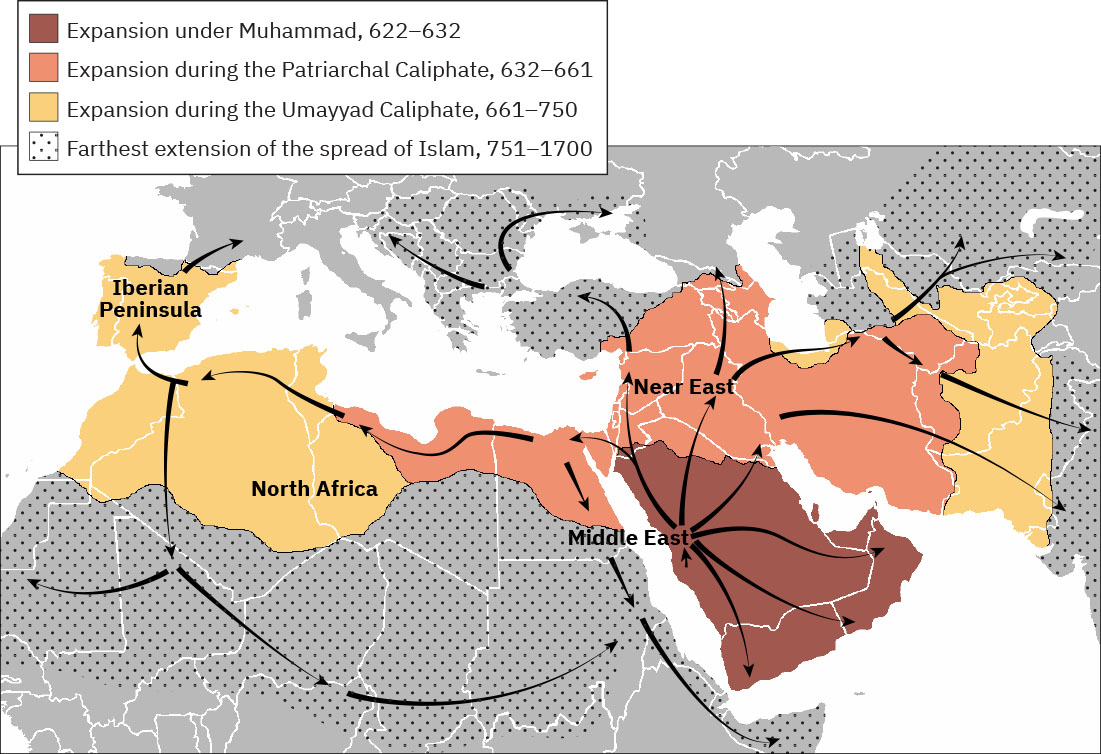 Expansion under Muhammad, 622–632
Expansion during the Patriarchal Caliphate, 632–661
Expansion during the Umayyad Caliphate, 661–750
Farthest extension of the spread of Islam, 751–1700
Iberian
Peninsula
Near East
North Africa
Middle East